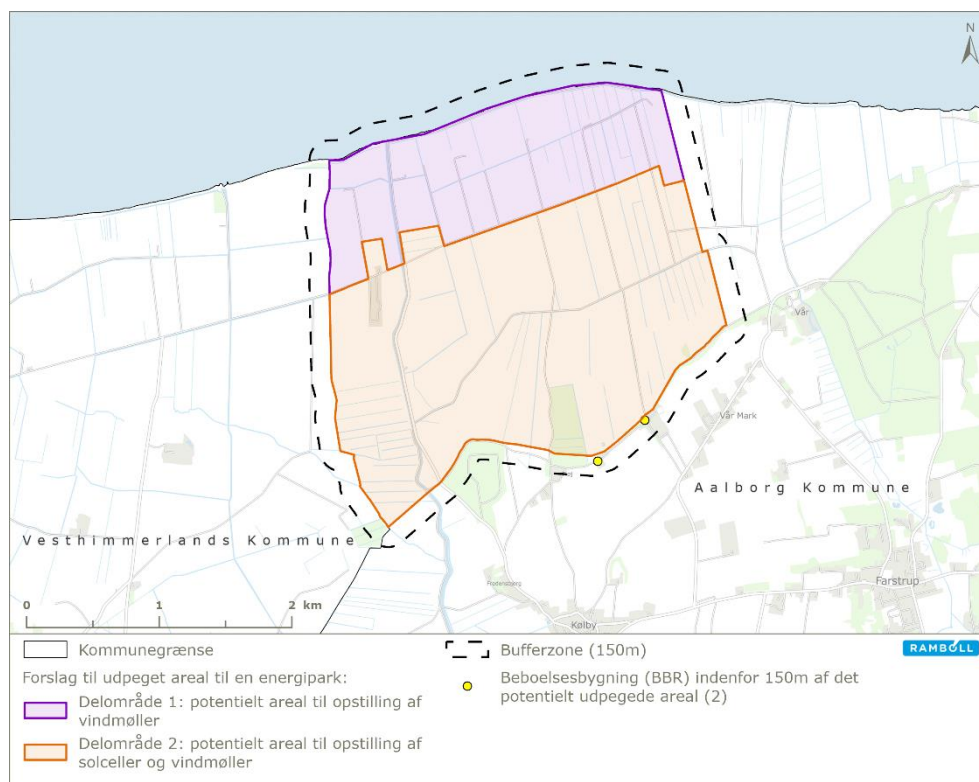 N
Vår
Vår Mark
Aalborg Kommune
Vesthimmerlands Kommune
Farstrup
Kølby
0 1 2 km
Kommunegrænse
Forslag til udpeget areal til en energipark:
Delområde 1: potentielt areal til opstilling af
vindmøller
Delområde 2: potentielt areal til opstilling af
solceller og vindmøller
Bufferzone (150m)
Beboelsesbygning (BBR) indenfor 150m af det
potentielt udpegede areal (2)
RAMBOLL